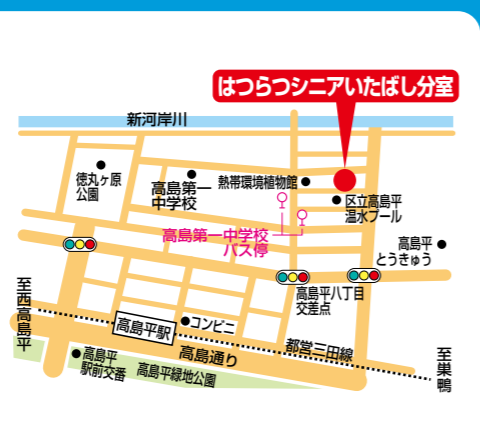 はつらつシニアいたばし分室
新河岸川
徳丸ヶ原
公園
高島第一
中学校
熱帯環境植物館
区立高島平
温水プール
高島第一中学校
バス停
高島平
とうきゅう
高島平八丁目
交差点
至西高島平
高島平駅
コンビニ
高島通り
都営三田線
至巣鴨
高島平
駅前交番
高島平緑地公園